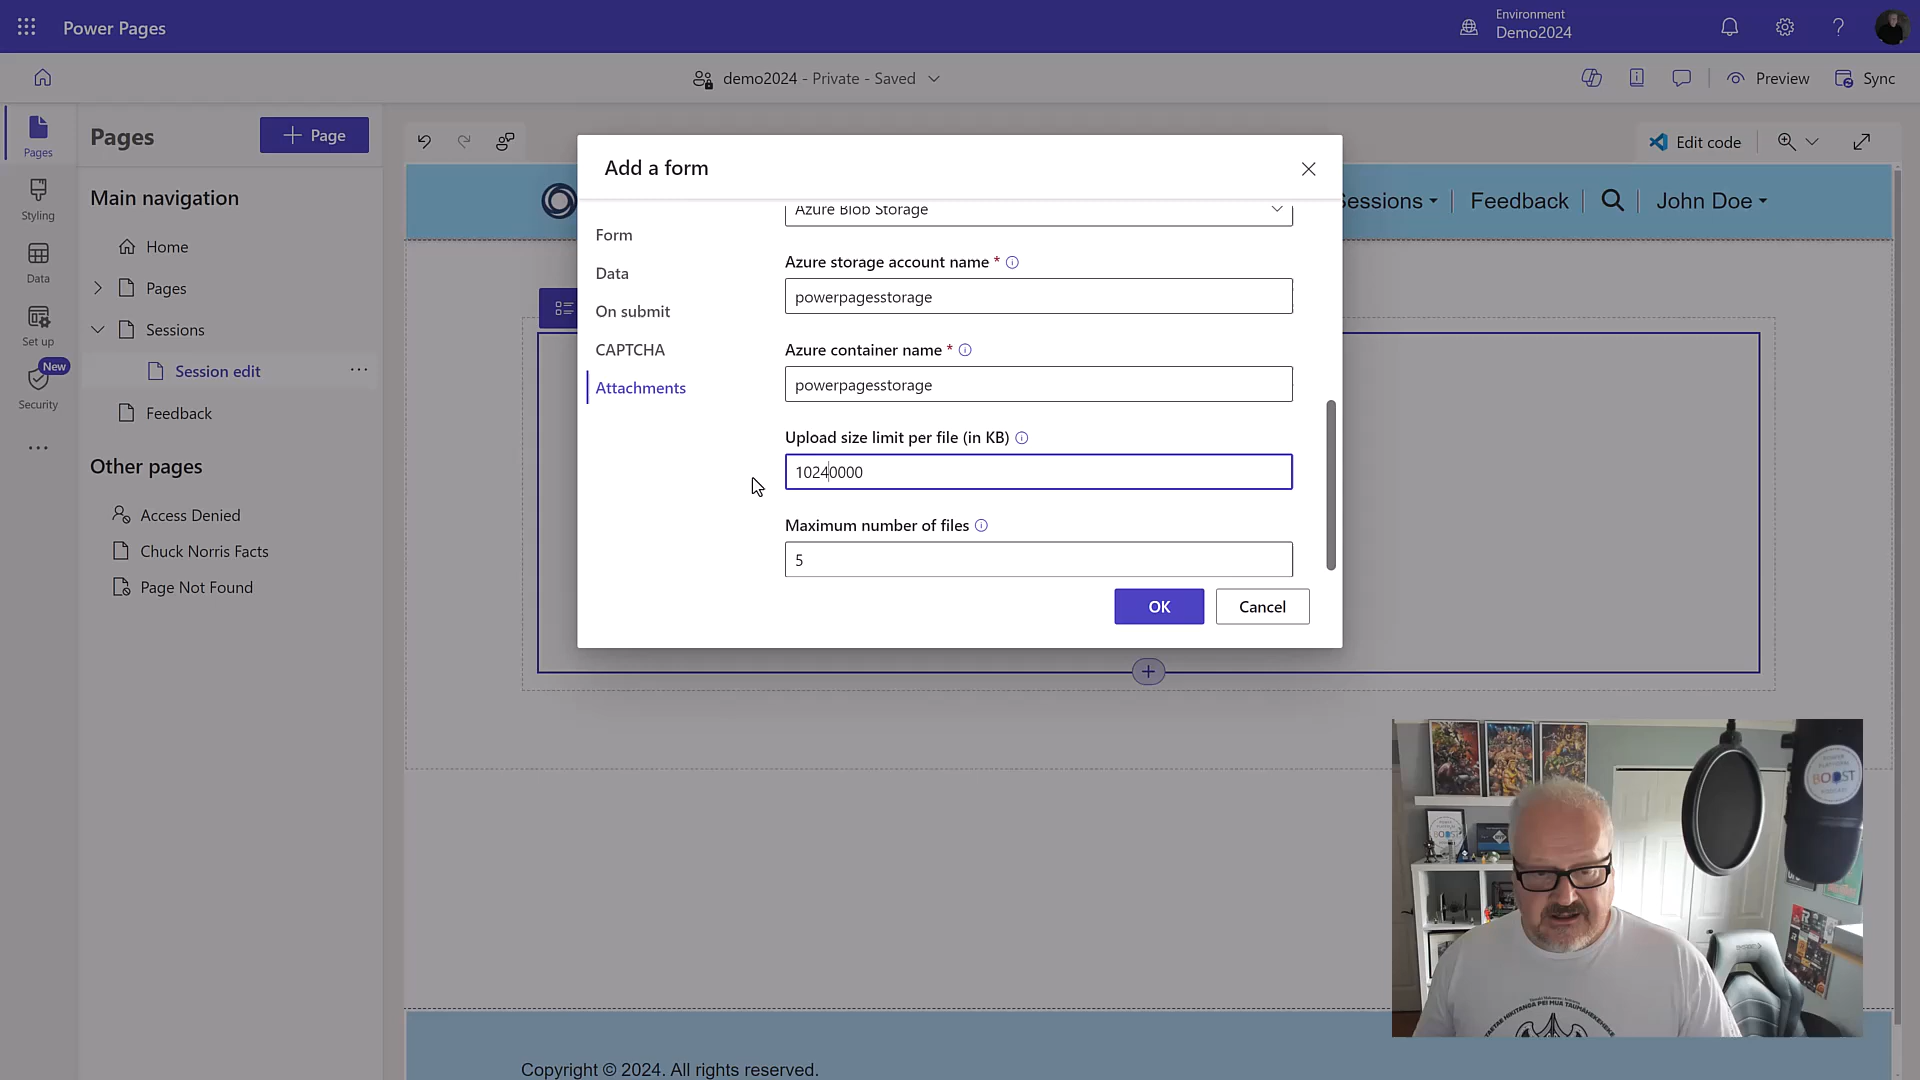 Power Pages
Environment
Demo2024
demo2024 - Private - Saved
Preview
Sync
Pages
Styling
Data
Set up
New
Security
Pages
Page
Main navigation
Home
Pages
Sessions
Session edit
Feedback
Other pages
Access Denied
Chuck Norris Facts
Page Not Found
Edit code
Sessions
Feedback
John Doe
Add a form
Form
Data
On submit
CAPTCHA
Attachments
Azure Blob Storage
Azure storage account name *
powerpagesstorage
Azure container name *
powerpagesstorage
Upload size limit per file (in KB)
10240000
Maximum number of files
5
OK
Cancel
BOOST
Copyright © 2024. All rights reserved.